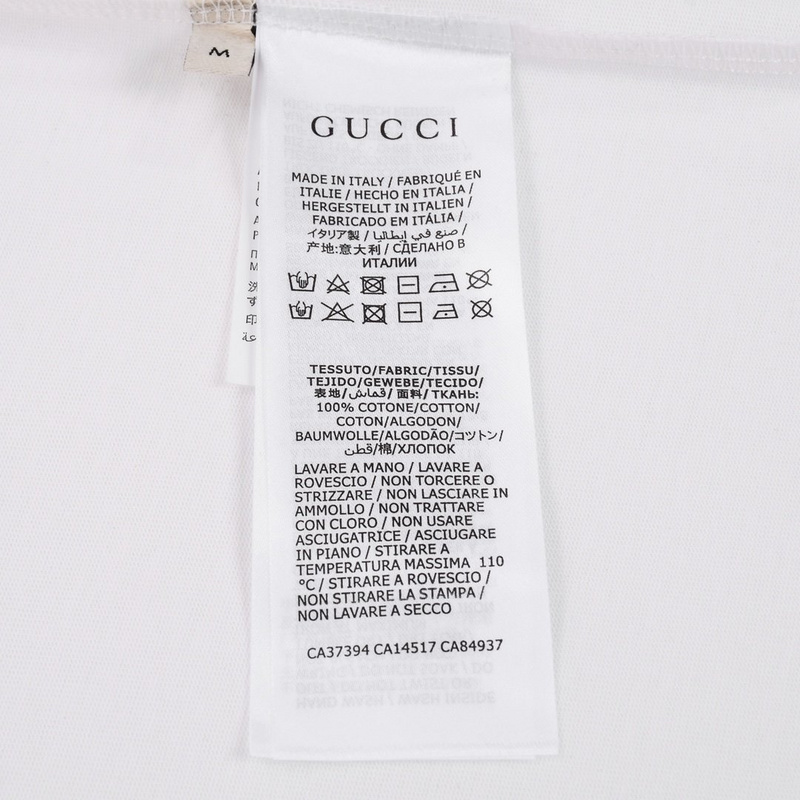 M
GUCCI
MADE IN ITALY / FABRIQUÉ EN
ITALIE / HECHO EN ITALIA /
HERGESTELLT IN ITALIEN /
FABRICADO EM ITÁLIA /
イタリア製 / صنع في إيطاليا /
产地:意大利 / СДЕЛАНО В
ИТАЛИИ
TESSUTO/FABRIC/TISSU/
TEJIDO/GEWEBE/TECIDO/
表地/قماش/面料/ТКАНЬ:
100% COTONE/COTTON/
COTON/ALGODON/
BAUMWOLLE/ALGODÃO/コットン/
قطن/棉/ХЛОПОК
LAVARE A MANO / LAVARE A
ROVESCIO / NON TORCERE O
STRIZZARE / NON LASCIARE IN
AMMOLLO / NON TRATTARE
CON CLORO / NON USARE
ASCIUGATRICE / ASCIUGARE
IN PIANO / STIRARE A
TEMPERATURA MASSIMA 110
°C / STIRARE A ROVESCIO /
NON STIRARE LA STAMPA /
NON LAVARE A SECCO
CA37394 CA14517 CA84937